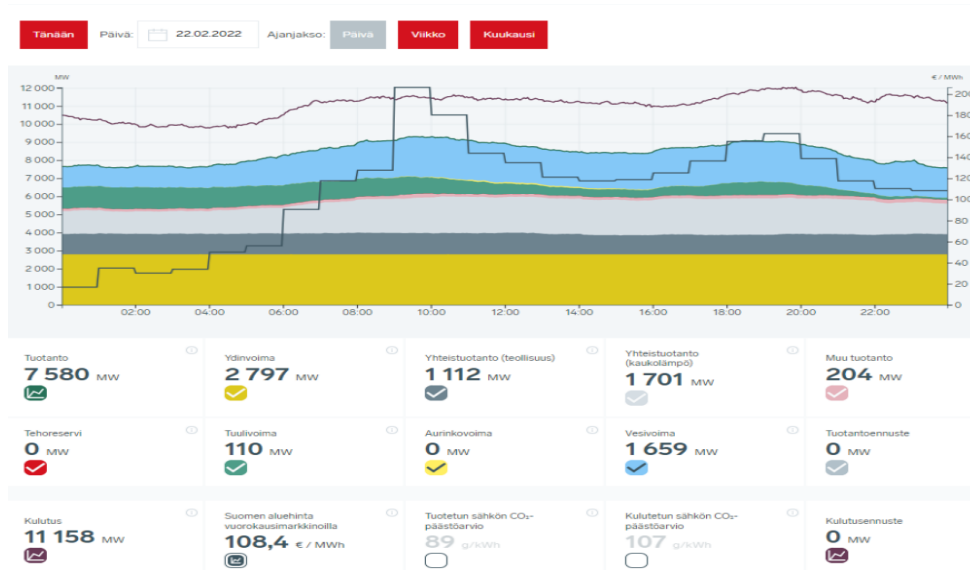 Tänään
Päivä:
22.02.2022
Ajanjakso:
Päivä
Viikko
Kuukausi
MW
€ / MWh
12 000
11 000
10 000
9 000
8 000
7 000
6 000
5 000
4 000
3 000
2 000
1 000
0
200
180
160
140
120
100
80
60
40
20
0
02:00 04:00 06:00 08:00 10:00 12:00 14:00 16:00 18:00 20:00 22:00
Tuotanto
7 580 MW
Ydinvoima
2 797 MW
Yhteistuotanto (teollisuus)
1 112 MW
Yhteistuotanto
(kaukolämpö)
1 701 MW
Muu tuotanto
204 MW
Tehoreservi
0 MW
Tuulivoima
110 MW
Aurinkovoima
0 MW
Vesivoima
1 659 MW
Tuotantoennuste
0 MW
Kulutus
11 158 MW
Suomen aluehinta
vuorokausimarkkinoilla
108,4 € / MWh
Tuotetun sähkön CO₂-
päästöarvio
89 g/kWh
Kulutetun sähkön CO₂-
päästöarvio
107 g/kWh
Kulutusennuste
0 MW